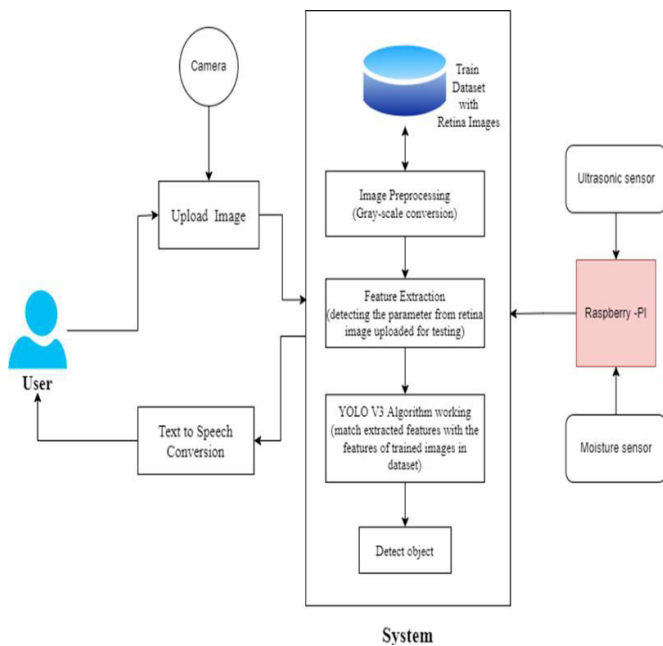 Camera
Upload Image
User
Text to Speech
Conversion
Train
Dataset
with
Retina Images
Image Preprocessing
(Gray-scale conversion)
Feature Extraction
(detecting the parameter from retina
image uploaded for testing)
YOLO V3 Algorithm working
(match extracted features with the
features of trained images in
dataset)
Detect object
System
Ultrasonic sensor
Raspberry -PI
Moisture sensor